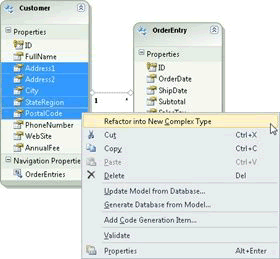 Customer
Properties
ID
FullName
Address1
Address2
City
StateRegion
PostalCode
PhoneNumber
WebSite
AnnualFee
Navigation Properties
OrderEntries
1
*
OrderEntry
Properties
ID
OrderDate
ShipDate
Subtotal
Refactor into New Complex Type
Cut Ctrl+X
Copy Ctrl+C
Paste Ctrl+V
Delete Del
Update Model from Database...
Generate Database from Model...
Add Code Generation Item...
Validate
Properties Alt+Enter